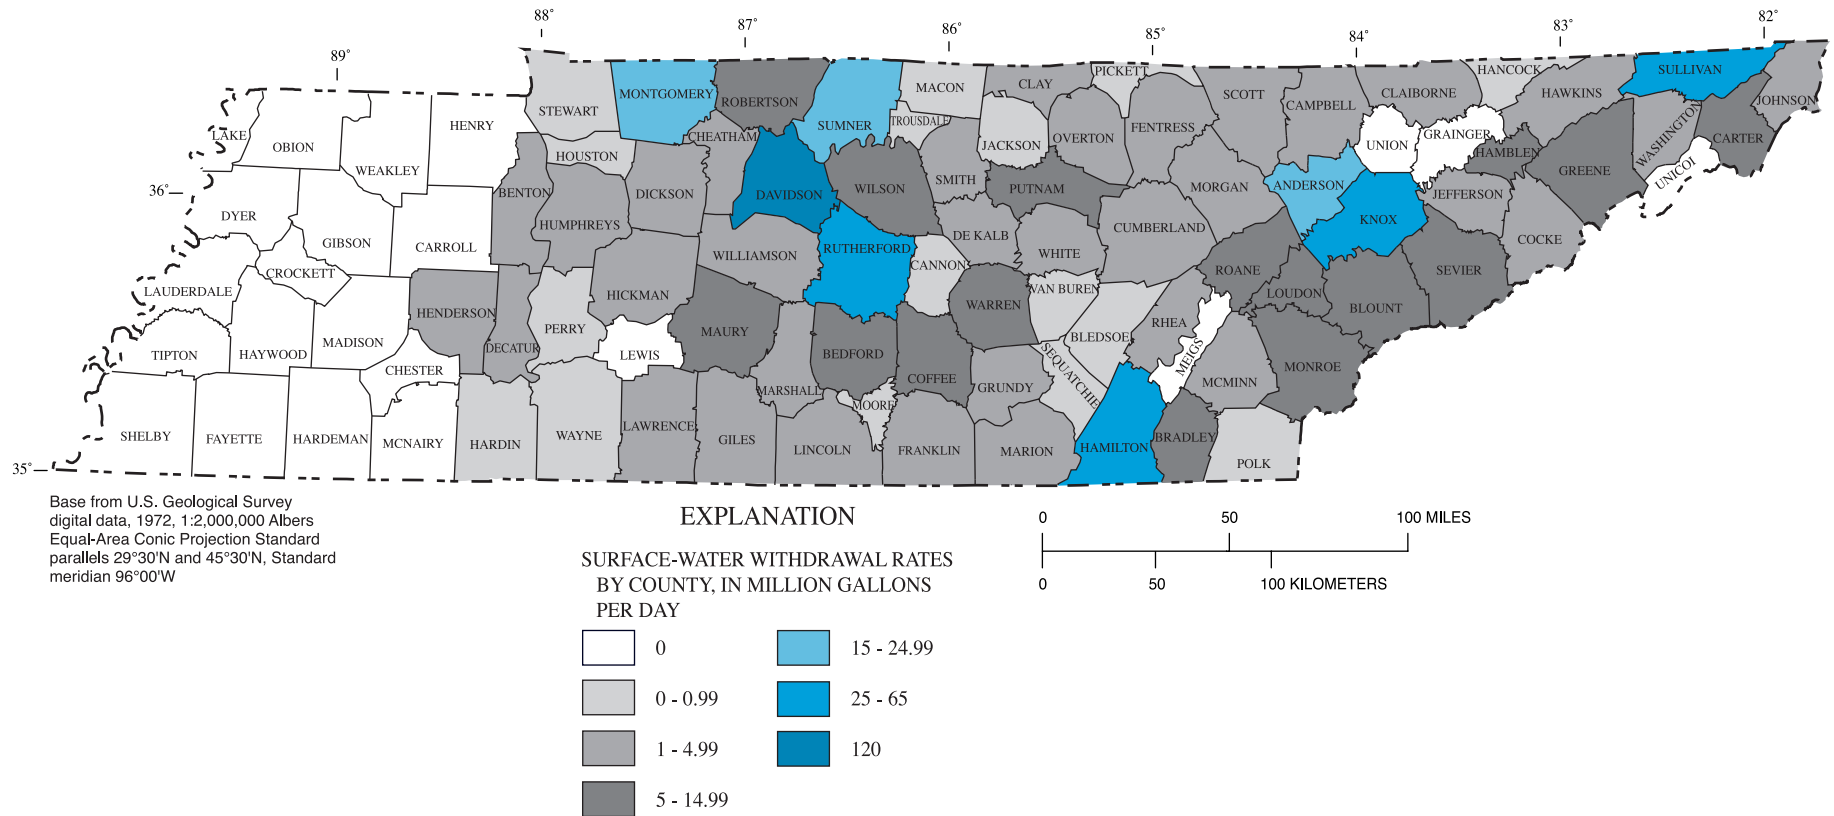 88°
87°
86°
85°
84°
83°
82°
89°
36°
35°
LAKE
OBION
HENRY
WEAKLEY
DYER
GIBSON
CARROLL
CROCKETT
LAUDERDALE
TIPTON
HAYWOOD
MADISON
CHESTER
SHELBY
FAYETTE
HARDEMAN
MCNAIRY
STEWART
MONTGOMERY
ROBERTSON
SUMNER
MACON
TROUSDALE
CLAY
PICKETT
SCOTT
CAMPBELL
CLAIBORNE
HANCOCK
HAWKINS
SULLIVAN
JOHNSON
CARTER
WASHINGTON
UNICOI
GREENE
HAMBLEN
GRAINGER
UNION
HOUSTON
CHEATHAM
JACKSON
OVERTON
FENTRESS
BENTON
HUMPHREYS
DICKSON
DAVIDSON
WILSON
SMITH
PUTNAM
MORGAN
ANDERSON
KNOX
JEFFERSON
COCKE
SEVIER
WILLIAMSON
RUTHERFORD
CANNON
DE KALB
WHITE
CUMBERLAND
ROANE
LOUDON
BLOUNT
HENDERSON
DECATUR
PERRY
HICKMAN
LEWIS
MAURY
BEDFORD
WARREN
VAN BUREN
BLEDSOE
RHEA
MEIGS
MCMINN
MONROE
MARSHALL
MOORE
COFFEE
GRUNDY
SEQUATCHIE
HARDIN
WAYNE
LAWRENCE
GILES
LINCOLN
FRANKLIN
MARION
HAMILTON
BRADLEY
POLK
Base from U.S. Geological Survey
digital data, 1972, 1:2,000,000 Albers
Equal-Area Conic Projection Standard
parallels 29°30'N and 45°30'N, Standard
meridian 96°00'W
EXPLANATION
SURFACE-WATER WITHDRAWAL RATES
BY COUNTY, IN MILLION GALLONS
PER DAY
0
0 - 0.99
1 - 4.99
5 - 14.99
15 - 24.99
25 - 65
120
0 50 100 MILES
0 50 100 KILOMETERS